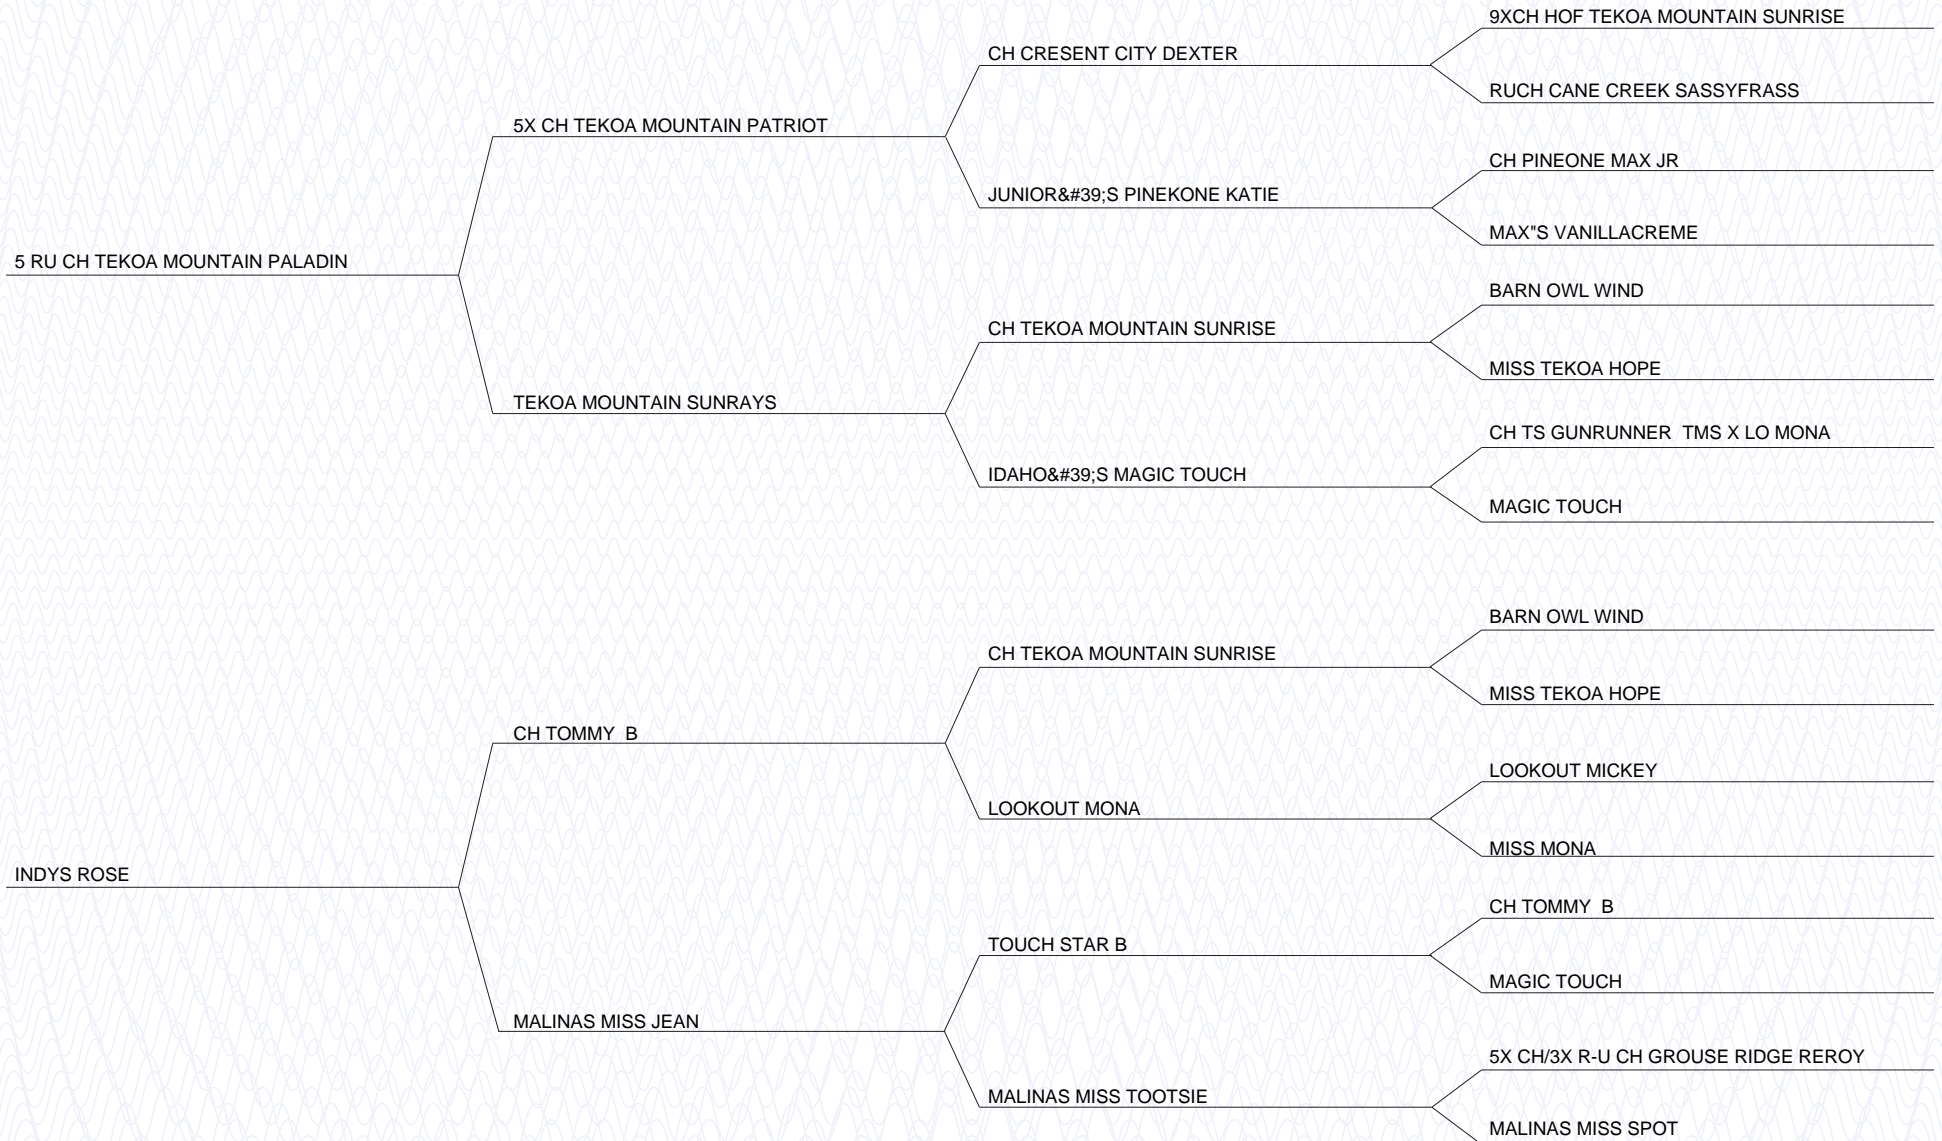 9XCH HOF TEKOA MOUNTAIN SUNRISE
CH CRESENT CITY DEXTER
RUCH CANE CREEK SASSYFRASS
5X CH TEKOA MOUNTAIN PATRIOT
CH PINEONE MAX JR
JUNIOR&#39;S PINEKONE KATIE
MAX"S VANILLACREME
5 RU CH TEKOA MOUNTAIN PALADIN
BARN OWL WIND
CH TEKOA MOUNTAIN SUNRISE
MISS TEKOA HOPE
TEKOA MOUNTAIN SUNRAYS
CH TS GUNRUNNER  TMS X LO MONA
IDAHO&#39;S MAGIC TOUCH
MAGIC TOUCH
BARN OWL WIND
CH TEKOA MOUNTAIN SUNRISE
MISS TEKOA HOPE
CH TOMMY  B
LOOKOUT MICKEY
LOOKOUT MONA
MISS MONA
INDYS ROSE
CH TOMMY  B
TOUCH STAR B
MAGIC TOUCH
MALINAS MISS JEAN
5X CH/3X R-U CH GROUSE RIDGE REROY
MALINAS MISS TOOTSIE
MALINAS MISS SPOT